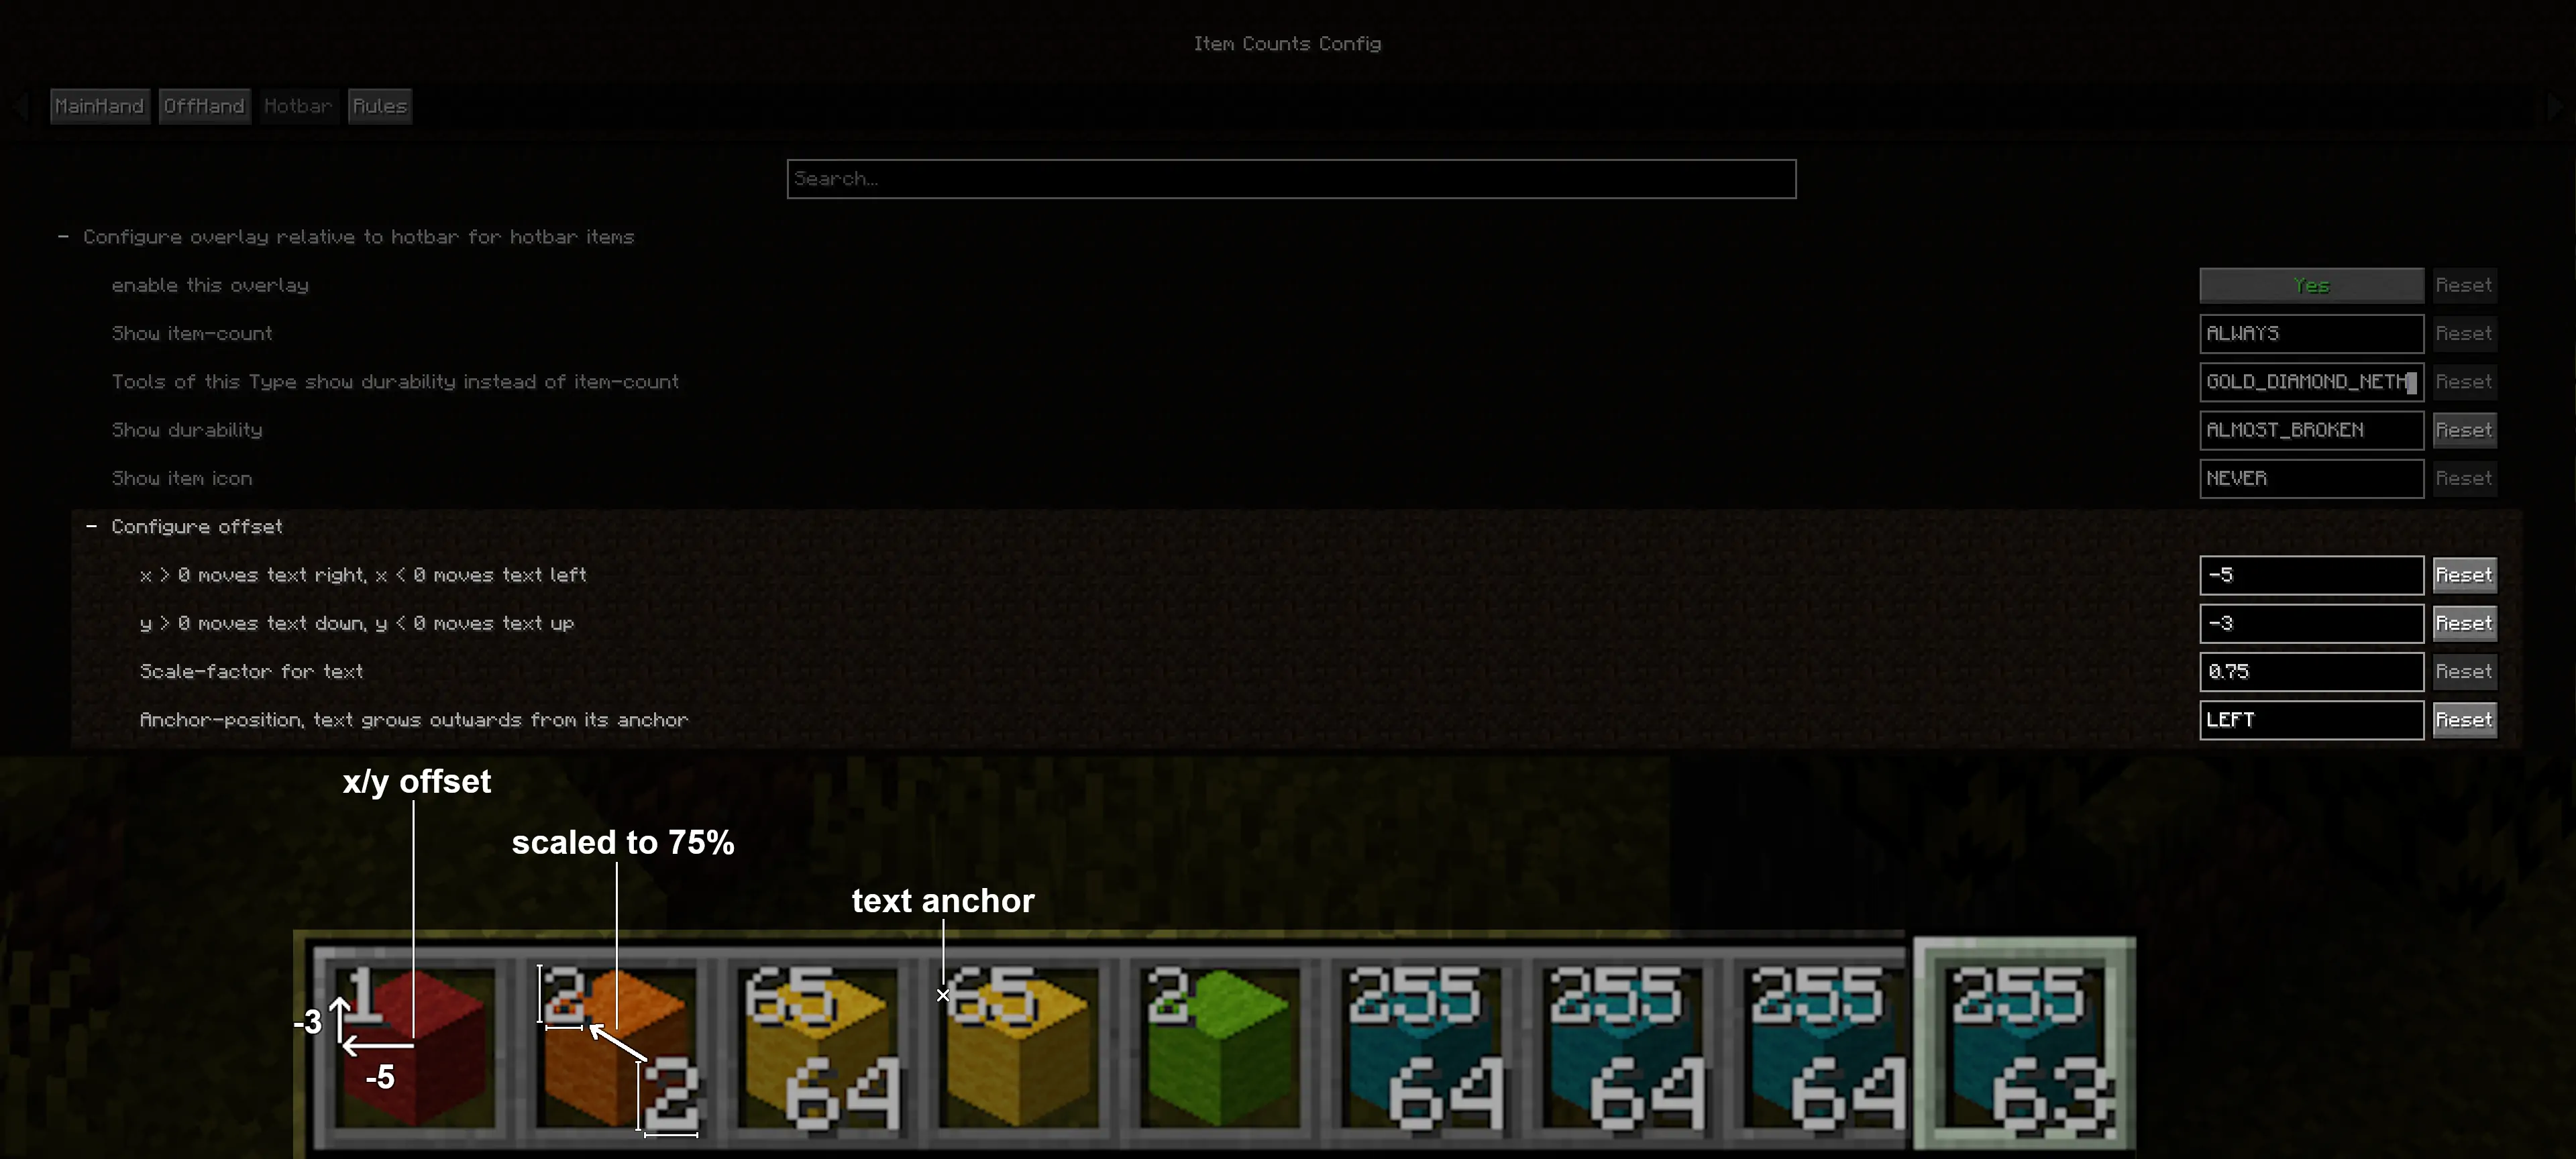 Item Counts Config
MainHand OffHand Hotbar Rules
Search...
− Configure overlay relative to hotbar for hotbar items
enable this overlay Yes Reset
Show item-count ALWAYS Reset
Tools of this Type show durability instead of item-count GOLD_DIAMOND_NETH Reset
Show durability ALMOST_BROKEN Reset
Show item icon NEVER Reset
− Configure offset
x > 0 moves text right, x < 0 moves text left -5 Reset
y > 0 moves text down, y < 0 moves text up -3 Reset
Scale-factor for text 0.75 Reset
Anchor-position, text grows outwards from its anchor LEFT Reset
x/y offset
scaled to 75%
text anchor
1 2 65 65 2 255 255 255 255
-3
-5
2 64 64 64 64 63